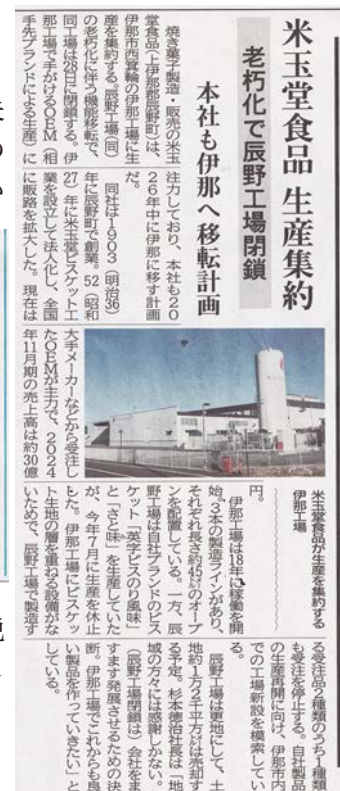 米玉堂食品 生産集約
老朽化で辰野工場閉鎖
本社も伊那へ移転計画
焼き菓子製造・販売の米玉
堂食品(上伊那郡辰野町)は、
伊那市西箕輪の伊那工場に生
産を集約する。辰野工場(同)
の老朽化に伴う機能移転で、
同工場は28日に閉鎖する。伊
那工場で手がけるOEM(相
手先ブランドによる生産)に
注力しており、本社も20
26年中に伊那に移す計画
だ。
同社は1903(明治36)
年に辰野町で創業。52(昭和
27)年に米玉堂ビスケット工
業を設立して法人化し、全国
に販路を拡大した。現在は
大手メーカーなどから受注し
たOEMが主力で、2024
年11月期の売上高は約30億
円。
米玉堂食品が生産を集約する
伊那工場
伊那工場は18年に稼働を開
始。3本の製造ラインがあり、
それぞれ長さ約45㍍のオーブ
ンを配置している。一方、辰
野工場は自社ブランドのビス
ケット「英字ビスのり風味」
と「さと味」を生産していた
が、今年7月に生産を休止
した。伊那工場にビスケッ
ト生地の層を重ねる設備がな
いためで、辰野工場で製造す
る受注品2種類のうち1種類
も受注を停止する。自社製品
の生産再開に向け、伊那市内
での工場新設を模索してい
る。
辰野工場は更地にして、土
地約1万2千平方㍍は売却す
る予定。杉本徳治社長は「地
域の方々には感謝しかない。
(辰野工場閉鎖は)会社をま
すます発展させるための決
断。伊那工場でこれからも良
い製品を作っていきたい」と
している。